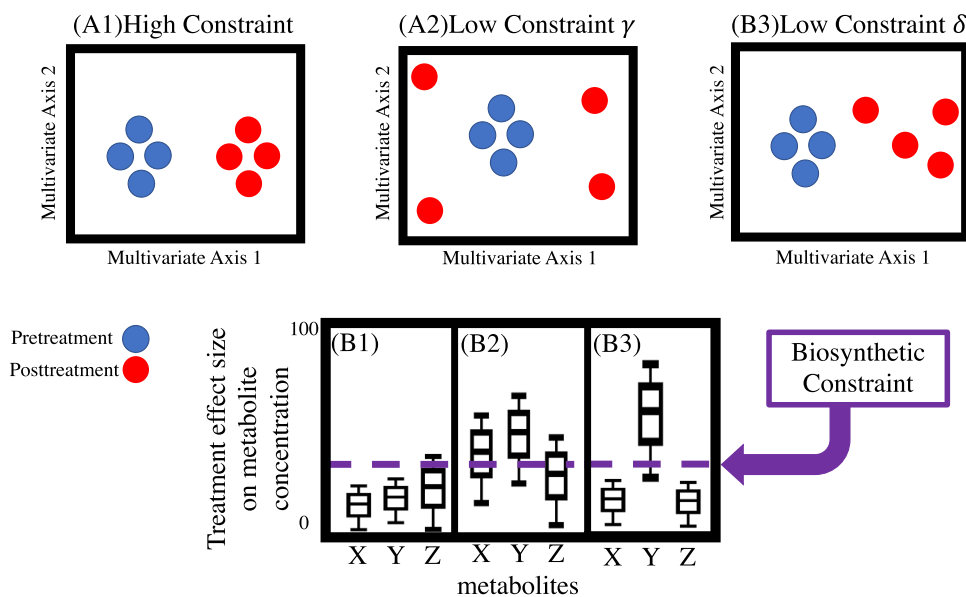 (A1)High Constraint
(A2)Low Constraint γ
(B3)Low Constraint δ
Multivariate Axis 2
Multivariate Axis 2
Multivariate Axis 2
Multivariate Axis 1
Multivariate Axis 1
Multivariate Axis 1
Pretreatment
Posttreatment
Treatment effect size
on metabolite
concentration
100
0
(B1)
(B2)
(B3)
Biosynthetic
Constraint
X Y Z X Y Z X Y Z
metabolites